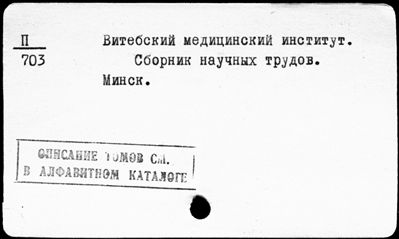 П
703
Витебский медицинский институт.
Сборник научных трудов.
Минск.
ОПИСАНИЕ ТОМОВ СМ.
В АЛФАВИТНОМ КАТАЛОГЕ